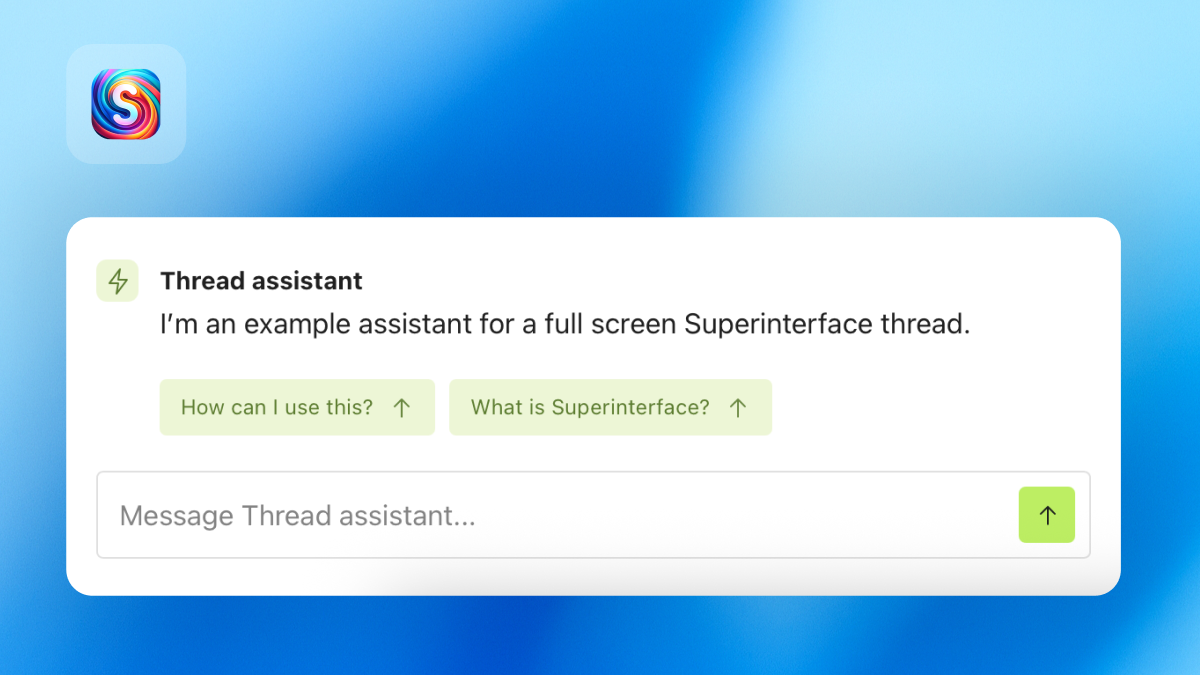 S
Thread assistant
I’m an example assistant for a full screen Superinterface thread.
How can I use this?
What is Superinterface?
Message Thread assistant...